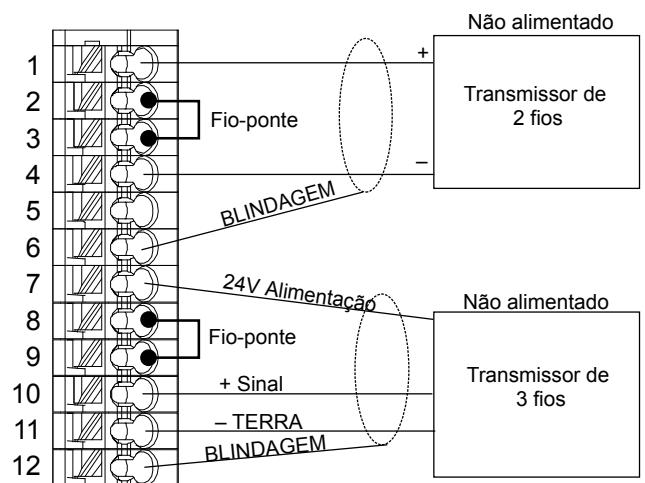 Não alimentado
1
+
Transmissor de
2 fios
2
Fio-ponte
3
4
–
5
BLINDAGEM
6
7
24V Alimentação
Não alimentado
8
Fio-ponte
9
Transmissor de
3 fios
10
+ Sinal
11
– TERRA
BLINDAGEM
12